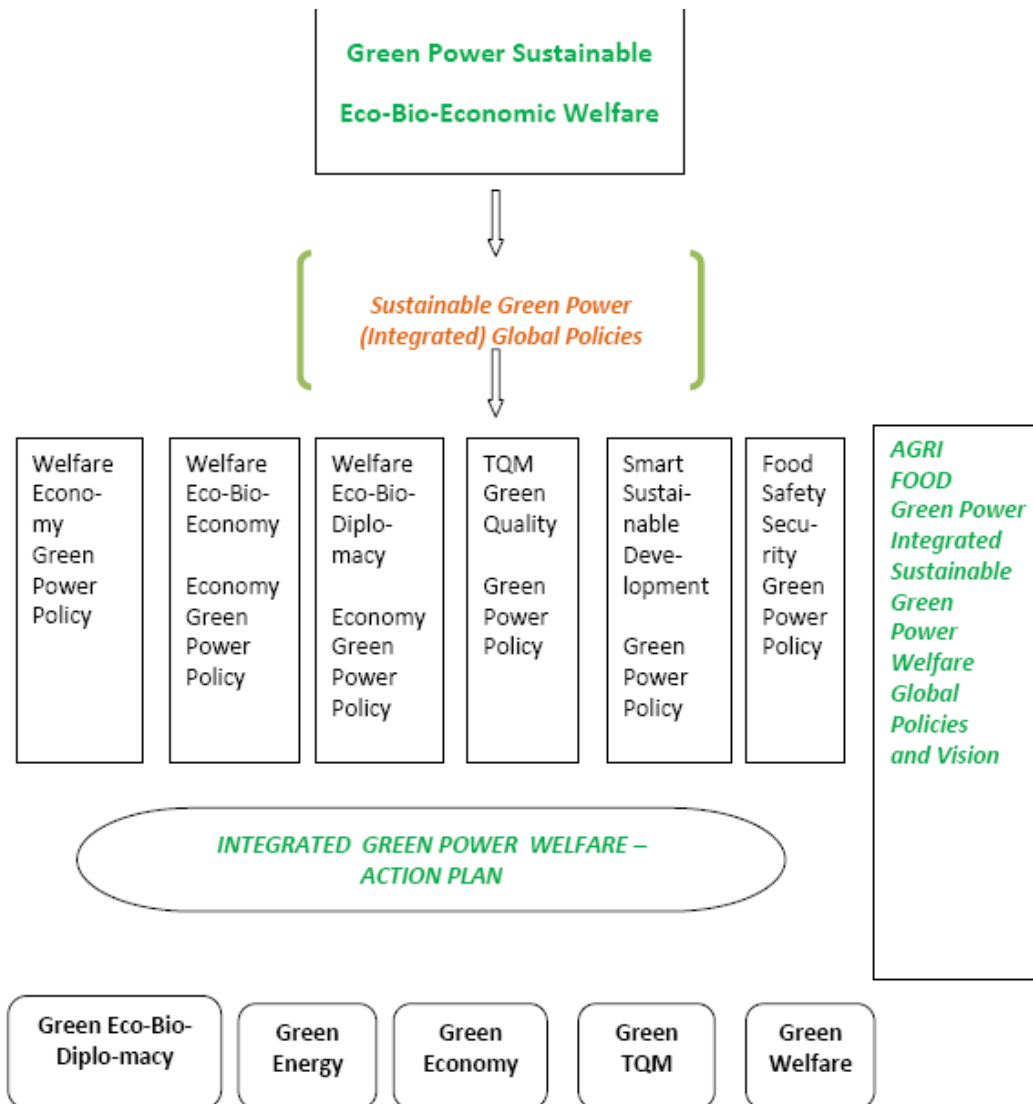 Green Power Sustainable
Eco-Bio-Economic Welfare
Sustainable Green Power
(Integrated) Global Policies
Welfare
Econo-
my
Green
Power
Policy
Welfare
Eco-Bio-
Economy
Economy
Green
Power
Policy
Welfare
Eco-Bio-
Diplo-
macy
Economy
Green
Power
Policy
TQM
Green
Quality
Green
Power
Policy
Smart
Sustai-
nable
Deve-
lopment
Green
Power
Policy
Food
Safety
Secu-
rity
Green
Power
Policy
AGRI
FOOD
Green Power
Integrated
Sustainable
Green
Power
Welfare
Global
Policies
and Vision
INTEGRATED GREEN POWER WELFARE –
ACTION PLAN
Green Eco-Bio-
Diplo-macy
Green
Energy
Green
Economy
Green
TQM
Green
Welfare